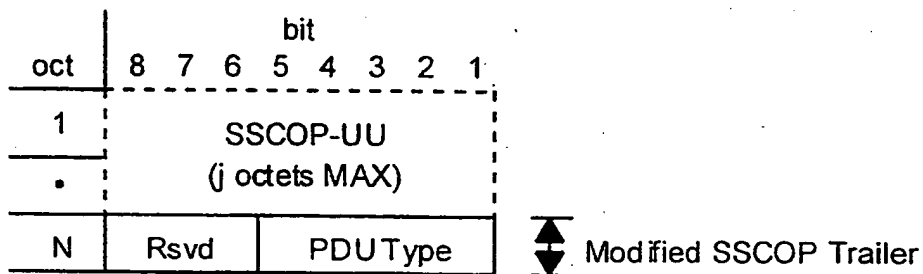 bit
oct 8 7 6 5 4 3 2 1
1 SSCOP-UU
• (j octets MAX)
N Rsvd PDU Type Modified SSCOP Trailer